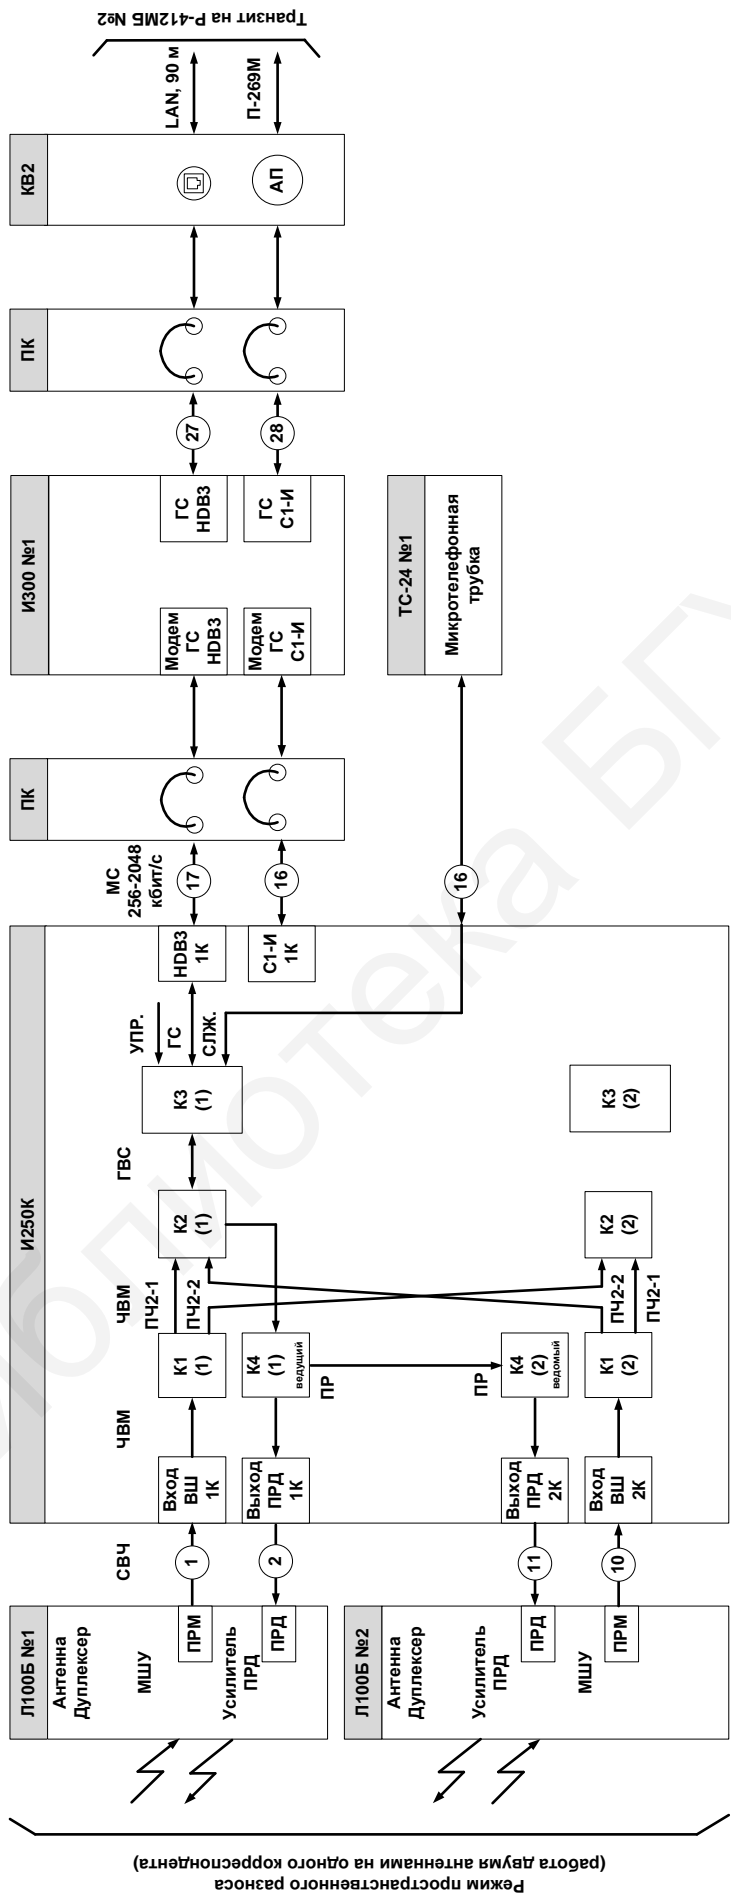 Режим пространственного разноса
(работа двумя антеннами на одного корреспондента)
Л100Б №1
Антенна
Дуплексер
МШУ
ПРМ
Усилитель
ПРД
ПРД
Л100Б №2
Антенна
Дуплексер
Усилитель
ПРД
ПРД
МШУ
ПРМ
СВЧ
1
2
11
10
И250К
Вход
ВШ
1К
Выход
ПРД
1К
Выход
ПРД
2К
Вход
ВШ
2К
ЧВМ
К1
(1)
К4
(1)
ведущий
ПР
ПР
К4
(2)
ведомый
К1
(2)
ЧВМ
ПЧ2-1
ПЧ2-2
ПЧ2-2
ПЧ2-1
К2
(1)
К2
(2)
ГВС
К3
(1)
К3
(2)
УПР.
ГС
СЛЖ.
HDB3
1К
С1-И
1К
МС
256-2048
кбит/с
17
16
16
ПК
И300 №1
Модем
ГС
HDB3
Модем
ГС
С1-И
ГС
HDB3
ГС
С1-И
ТС-24 №1
Микротелефонная
трубка
27
28
ПК
КВ2
АП
LAN, 90 м
П-269М
Транзит на Р-412МБ №2